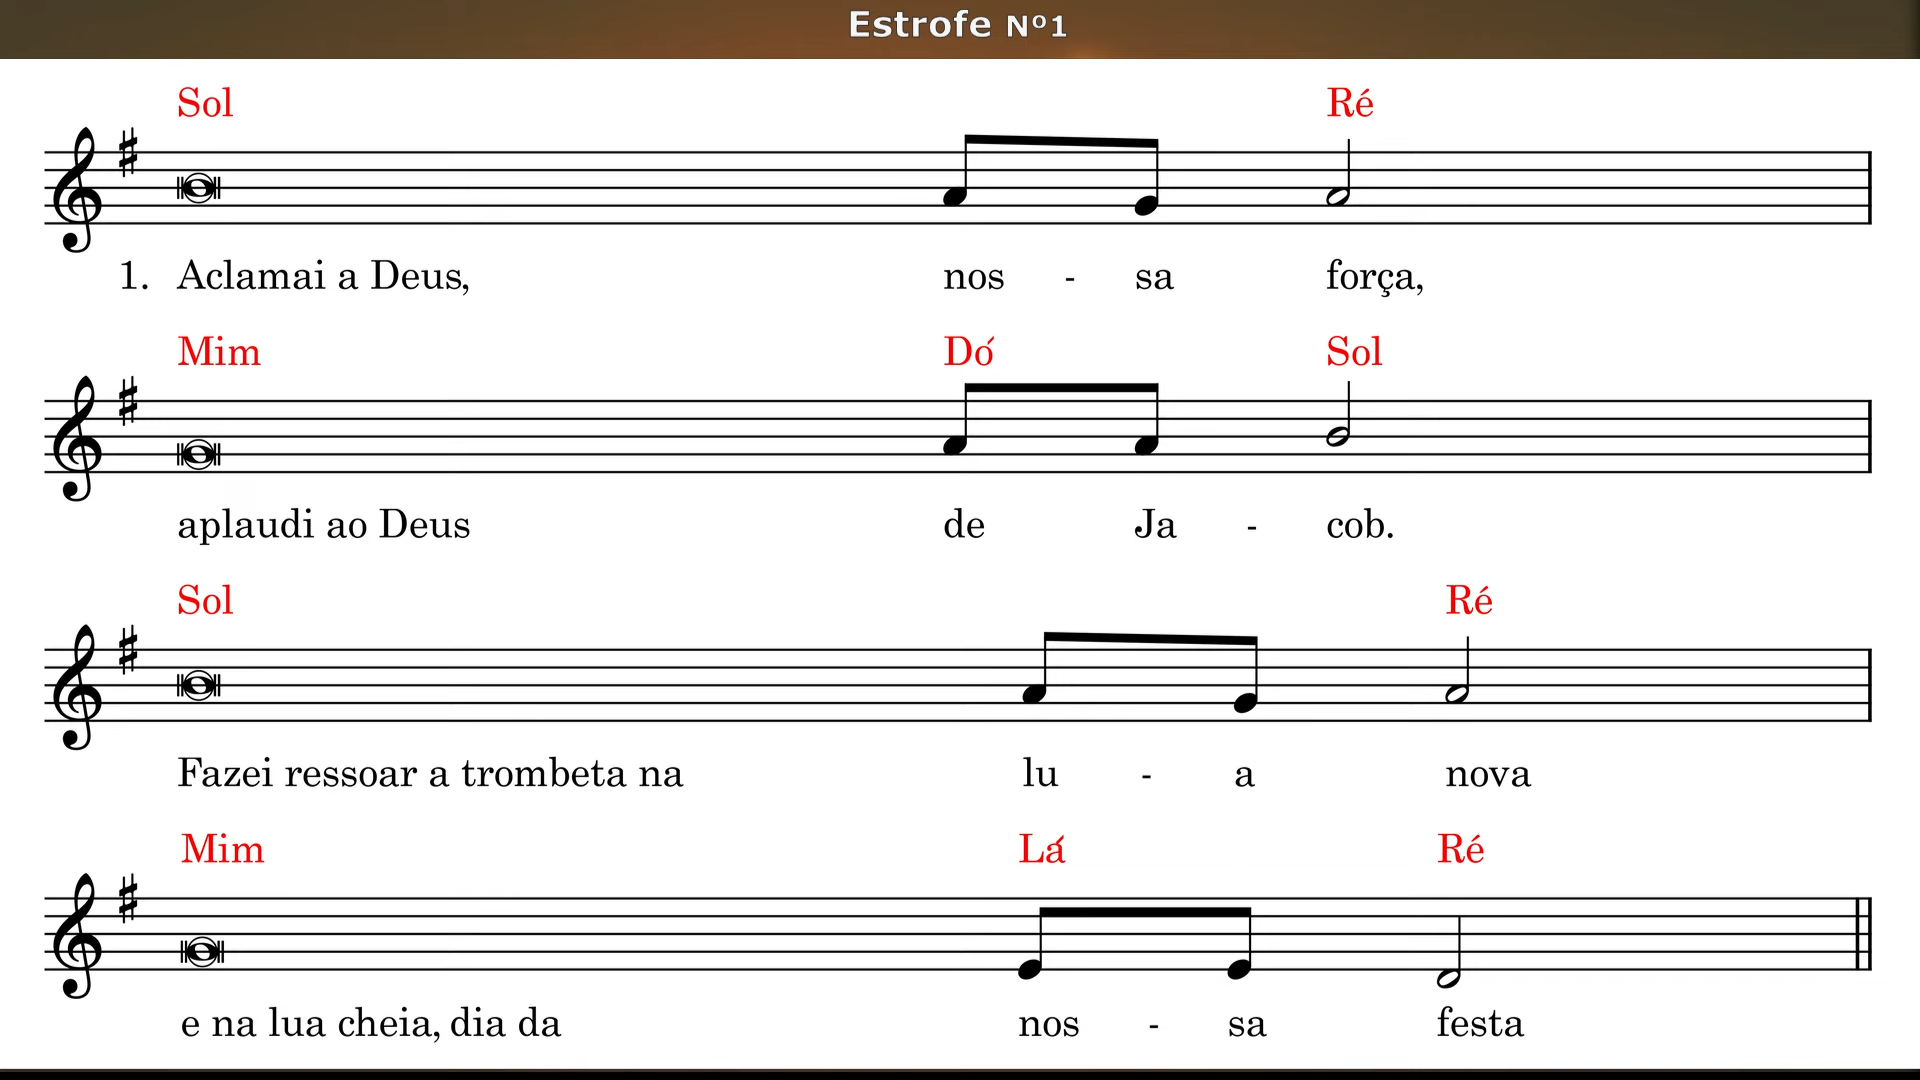 Estrofe Nº1
Sol Ré
1. Aclamai a Deus, nos - sa força,
Mim Dó Sol
aplaudi ao Deus de Ja - cob.
Sol Ré
Fazei ressoar a trombeta na lu - a nova
Mim Lá Ré
e na lua cheia, dia da nos - sa festa